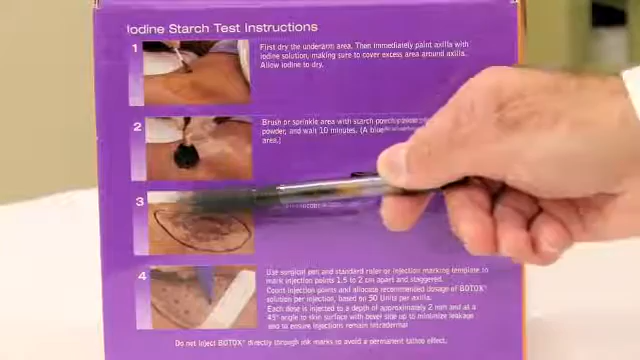 Iodine Starch Test Instructions
1
First dry the underarm area. Then immediately paint axilla with
iodine solution, making sure to cover excess area around axilla.
Allow iodine to dry.
2
Brush or sprinkle area with starch
powder, and wait 10 minutes. (A blue
area.)
3
4
Use surgical pen and standard ruler or injection marking template to
mark injection points 1.5 to 2 cm apart and staggered.
Count injection points and allocate recommended dosage of BOTOX®
solution per injection, based on 50 Units per axilla.
Each dose is injected to a depth of approximately 2 mm and at a
45° angle to skin surface with bevel side up to minimize leakage
and to ensure injections remain intradermal
Do not inject BOTOX® directly through ink marks to avoid a permanent tattoo effect.